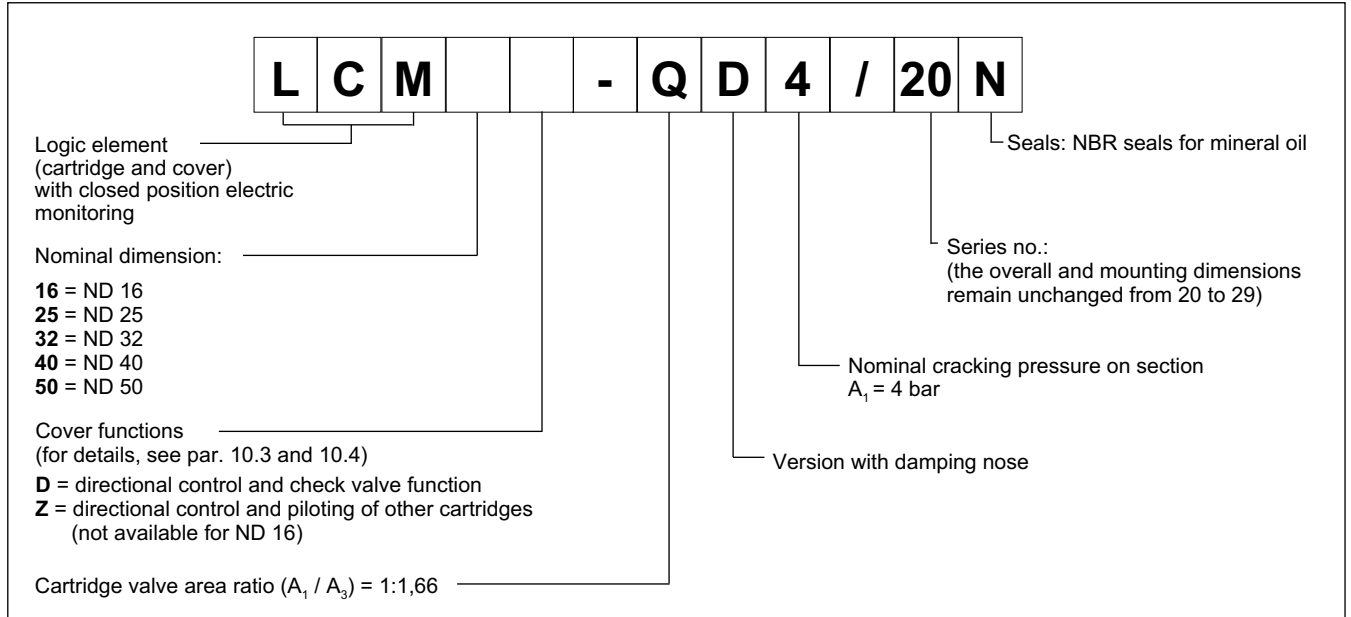 L C M - Q D 4 / 20 N
Logic element
(cartridge and cover)
with closed position electric
monitoring
Nominal dimension:
16 = ND 16
25 = ND 25
32 = ND 32
40 = ND 40
50 = ND 50
Cover functions
(for details, see par. 10.3 and 10.4)
D = directional control and check valve function
Z = directional control and piloting of other cartridges
(not available for ND 16)
Cartridge valve area ratio (A₁ / A₃) = 1:1,66
Seals: NBR seals for mineral oil
Series no.:
(the overall and mounting dimensions
remain unchanged from 20 to 29)
Nominal cracking pressure on section
A₁ = 4 bar
Version with damping nose